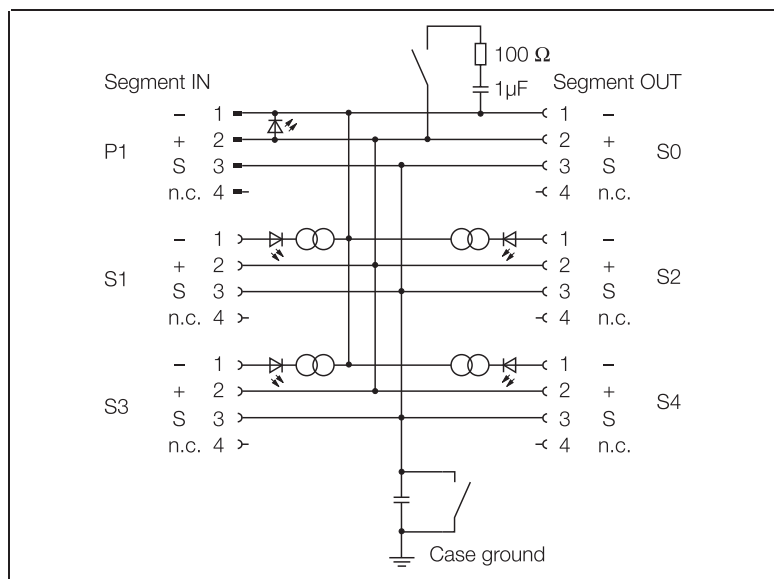 100 Ω
Segment IN
1µF
Segment OUT
− 1
1 −
+ 2
2 +
P1
S0
S 3
3 S
n.c. 4
4 n.c.
− 1
1 −
+ 2
2 +
S1
S2
S 3
3 S
n.c. 4
4 n.c.
− 1
1 −
+ 2
2 +
S3
S4
S 3
3 S
n.c. 4
4 n.c.
Case ground